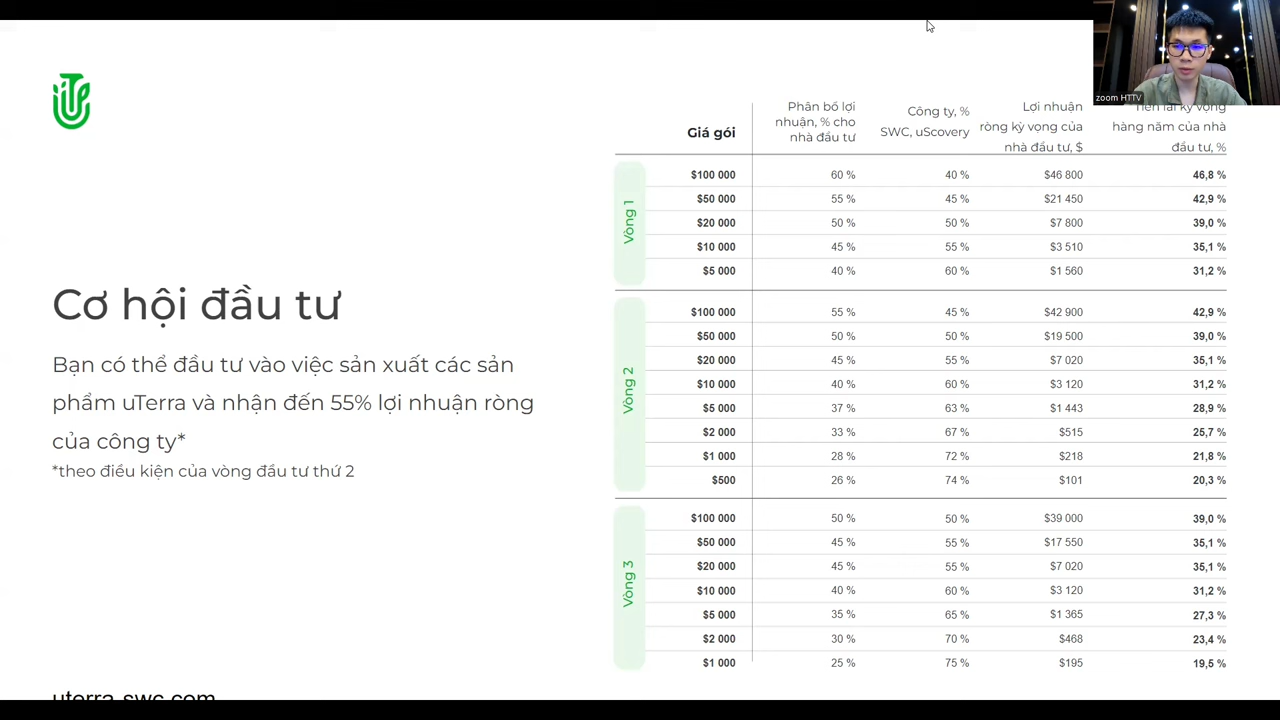 zoom HTTV
Giá gói
Phân bổ lợi
nhuận, % cho
nhà đầu tư
Công ty, %
SWC, uScovery
Lợi nhuận
ròng kỳ vọng của
nhà đầu tư, $
Tiền lãi kỳ vọng
hàng năm của nhà
đầu tư, %
Vòng 1
$100 000 60 % 40 % $46 800 46,8 %
$50 000 55 % 45 % $21 450 42,9 %
$20 000 50 % 50 % $7 800 39,0 %
$10 000 45 % 55 % $3 510 35,1 %
$5 000 40 % 60 % $1 560 31,2 %
Vòng 2
$100 000 55 % 45 % $42 900 42,9 %
$50 000 50 % 50 % $19 500 39,0 %
$20 000 45 % 55 % $7 020 35,1 %
$10 000 40 % 60 % $3 120 31,2 %
$5 000 37 % 63 % $1 443 28,9 %
$2 000 33 % 67 % $515 25,7 %
$1 000 28 % 72 % $218 21,8 %
$500 26 % 74 % $101 20,3 %
Vòng 3
$100 000 50 % 50 % $39 000 39,0 %
$50 000 45 % 55 % $17 550 35,1 %
$20 000 45 % 55 % $7 020 35,1 %
$10 000 40 % 60 % $3 120 31,2 %
$5 000 35 % 65 % $1 365 27,3 %
$2 000 30 % 70 % $468 23,4 %
$1 000 25 % 75 % $195 19,5 %
Cơ hội đầu tư
Bạn có thể đầu tư vào việc sản xuất các sản
phẩm uTerra và nhận đến 55% lợi nhuận ròng
của công ty*
*theo điều kiện của vòng đầu tư thứ 2
uterra.swc.com